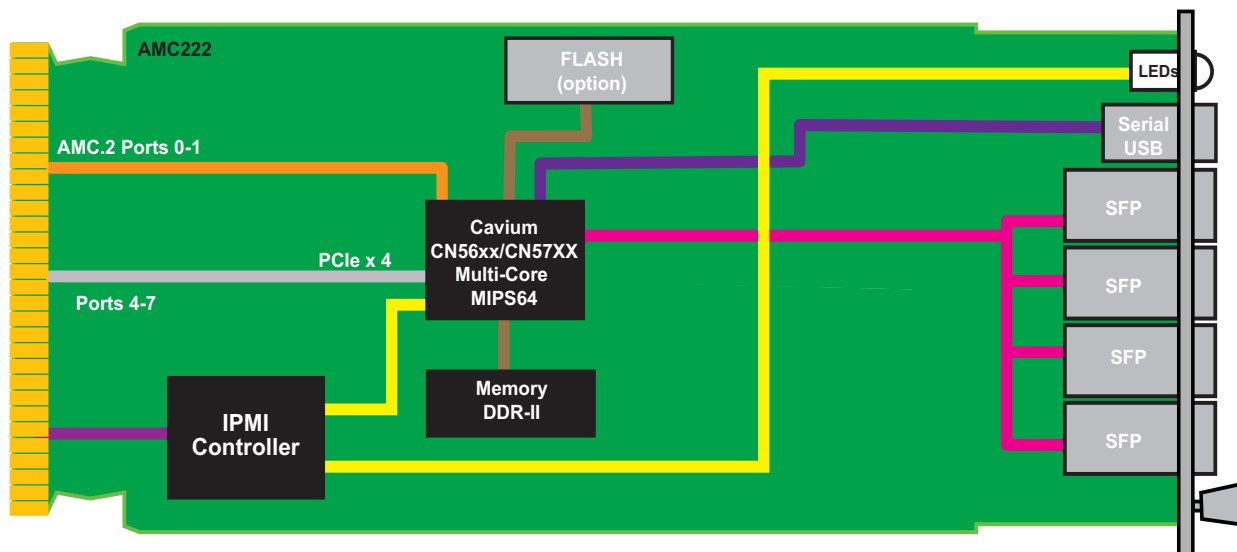 AMC222
FLASH
(option)
LEDs
Serial
USB
AMC.2 Ports 0-1
SFP
Cavium
CN56xx/CN57XX
Multi-Core
MIPS64
PCIe x 4
SFP
Ports 4-7
SFP
Memory
DDR-II
IPMI
Controller
SFP